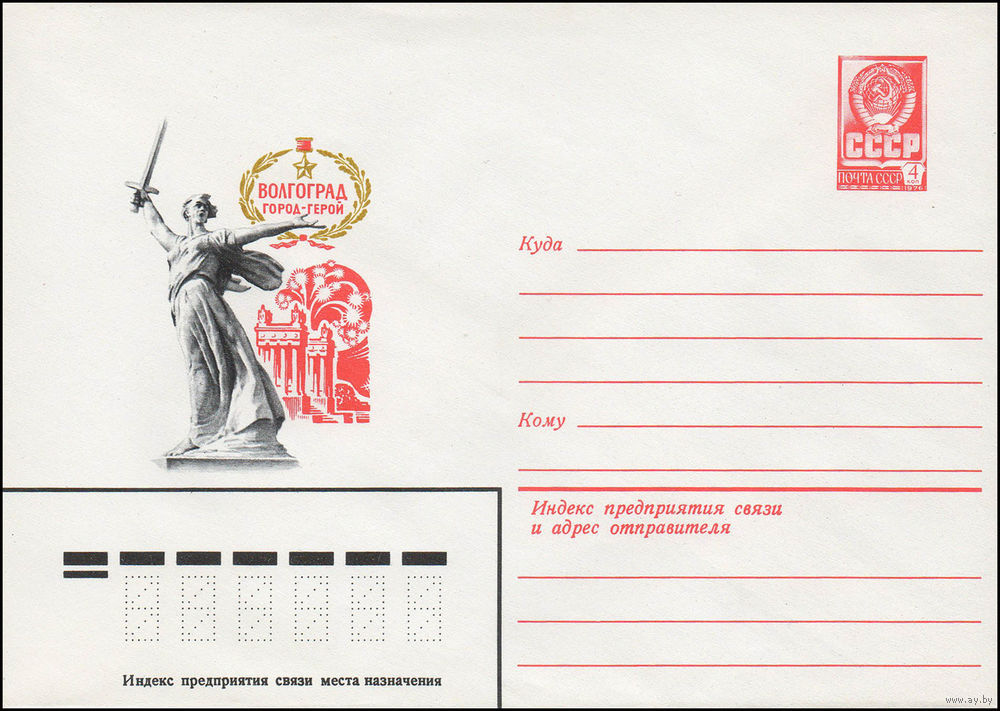 ВОЛГОГРАД
ГОРОД-ГЕРОЙ
СССР
ПОЧТА СССР 4 КОП
1976
Куда
Кому
Индекс предприятия связи
и адрес отправителя
Индекс предприятия связи места назначения
www.ay.by